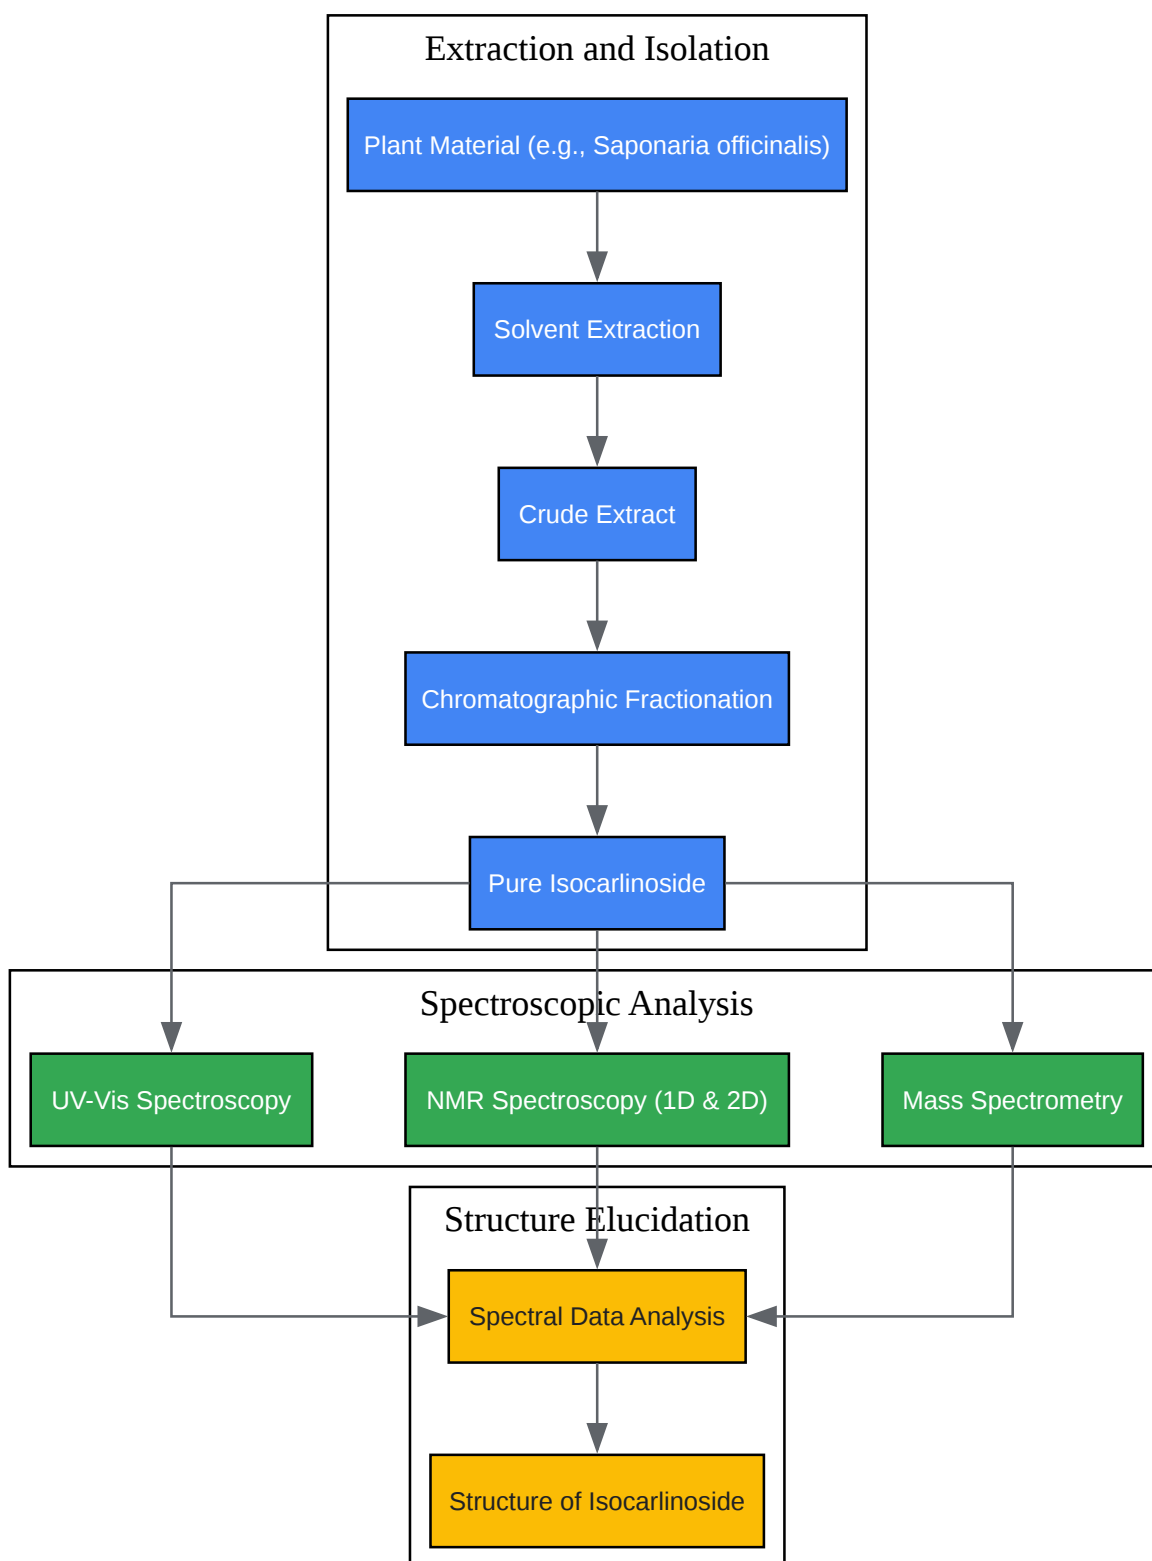 Extraction and Isolation
Plant Material (e.g., Saponaria officinalis)
Solvent Extraction
Crude Extract
Chromatographic Fractionation
Pure Isocarlinoside
Spectroscopic Analysis
UV-Vis Spectroscopy
NMR Spectroscopy (1D & 2D)
Mass Spectrometry
Structure Elucidation
Spectral Data Analysis
Structure of Isocarlinoside